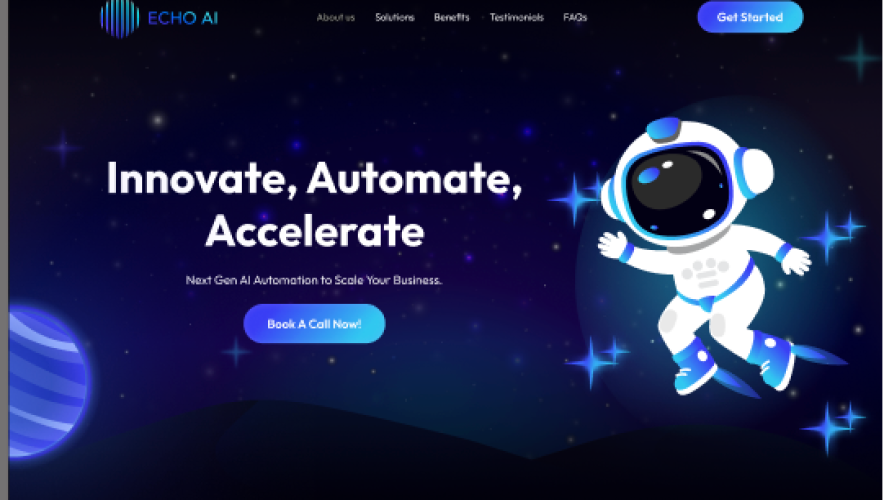 ECHO AI
About us
Solutions
Benefits
Testimonials
FAQs
Get Started
Innovate, Automate,
Accelerate
Next Gen AI Automation to Scale Your Business.
Book A Call Now!